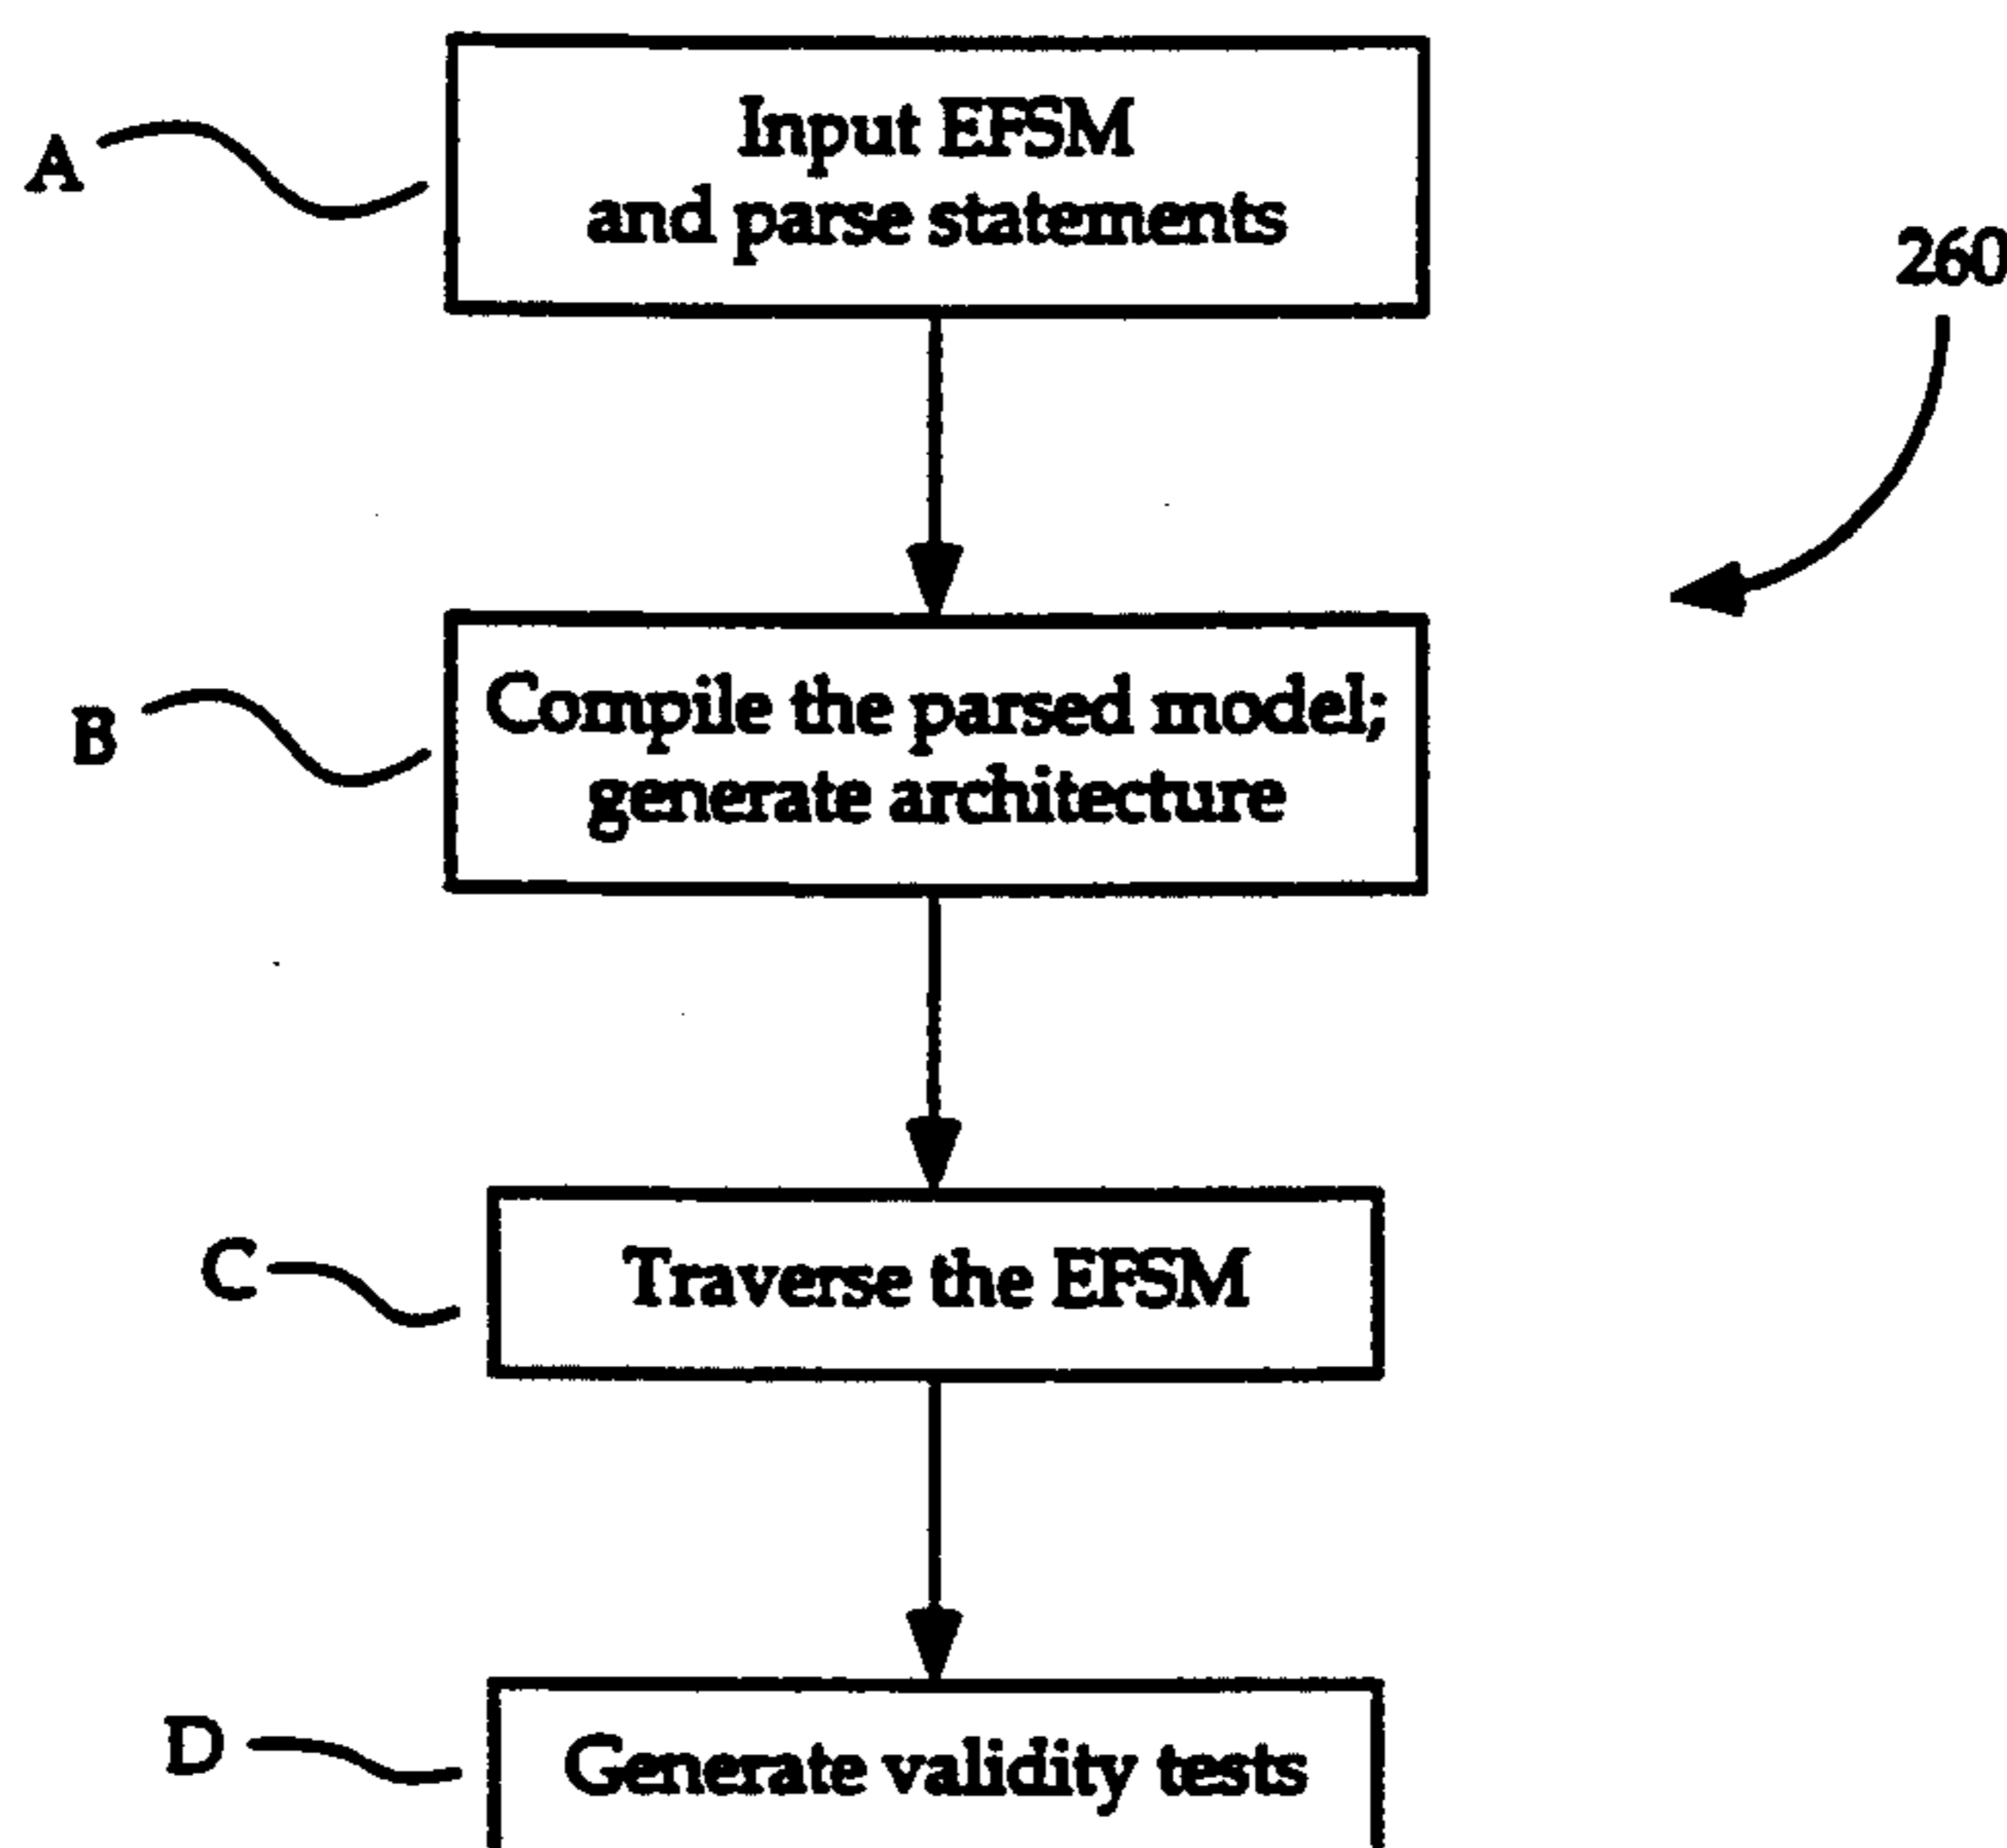 A
Input EFSM
and parse statements
260
B
Compile the parsed model;
generate architecture
C
Traverse the EFSM
D
Generate validity tests